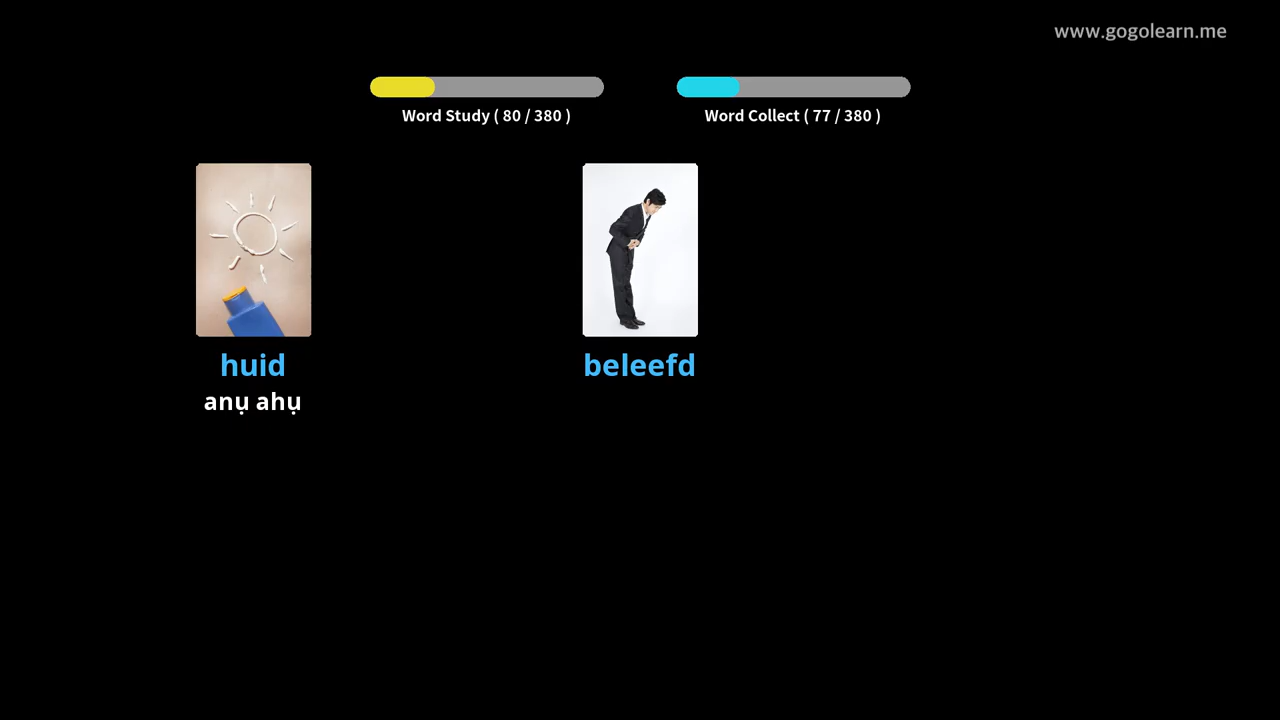 www.gogolearn.me
Word Study ( 80 / 380 )
Word Collect ( 77 / 380 )
huid
anụ ahụ
beleefd